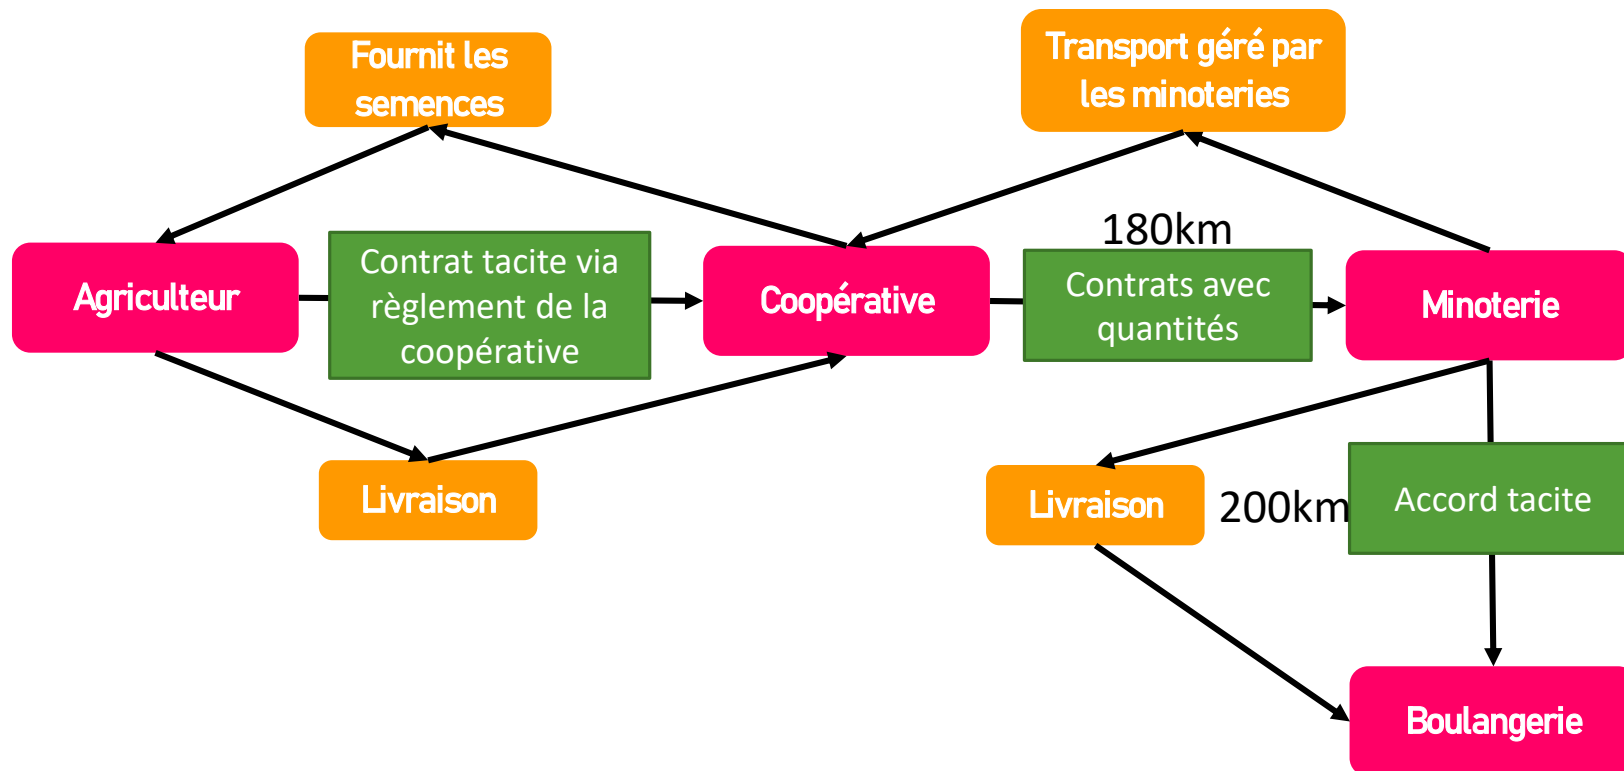 Fournit les
semences
Transport géré par
les minoteries
180km
Agriculteur
Contrat tacite via
règlement de la
coopérative
Coopérative
Contrats avec
quantités
Minoterie
Livraison
Livraison
200km
Accord tacite
Boulangerie